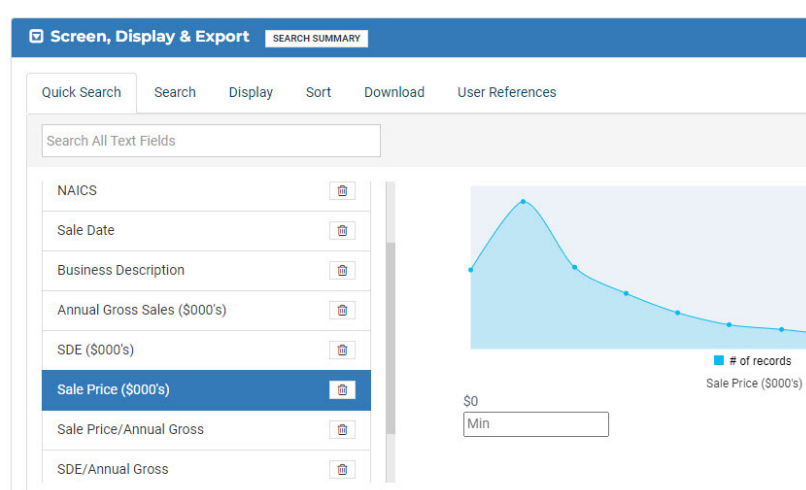 Screen, Display & Export SEARCH SUMMARY
Quick Search Search Display Sort Download User References
Search All Text Fields
NAICS
Sale Date
Business Description
Annual Gross Sales ($000's)
SDE ($000's)
Sale Price ($000's)
Sale Price/Annual Gross
SDE/Annual Gross
# of records
Sale Price ($000's)
$0
Min